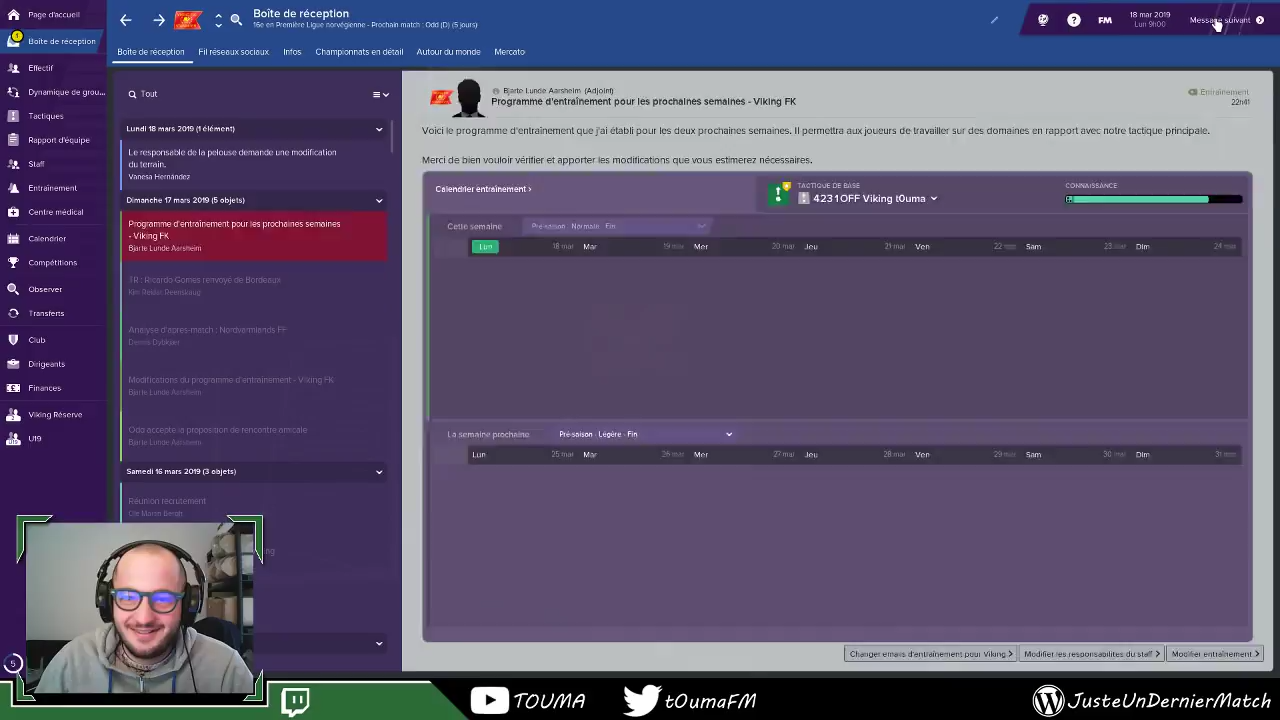 Page d'accueil
Boîte de réception
Effectif
Dynamique de grou...
Tactiques
Rapport d'équipe
Staff
Entraînement
Centre médical
Calendrier
Compétitions
Observer
Transferts
Club
Dirigeants
Finances
Viking Réserve
U19
5
Boîte de réception
16e en Première Ligue norvégienne - Prochain match : Odd (D) (5 jours)
FM
18 mar 2019
Lun 9h00
Message suivant
Boîte de réception Fil réseaux sociaux Infos Championnats en détail Autour du monde Mercato
Tout
Lundi 18 mars 2019 (1 élément)
Le responsable de la pelouse demande une modification
du terrain.
Vanesa Hernández
Dimanche 17 mars 2019 (5 objets)
Programme d'entraînement pour les prochaines semaines
- Viking FK
Bjarte Lunde Aarsheim
TR : Ricardo Gomes renvoyé de Bordeaux
Analyse d'après-match : Nordvarmlands FF
Modifications du programme d'entraînement - Viking FK
Bjarte Lunde Aarsheim
Odd accepte la proposition de rencontre amicale
Bjarte Lunde Aarsheim
Samedi 16 mars 2019 (3 objets)
Réunion recrutement
Bjarte Lunde Aarsheim (Adjoint)
Programme d'entraînement pour les prochaines semaines - Viking FK
Entraînement
22h41
Voici le programme d'entraînement que j'ai établi pour les deux prochaines semaines. Il permettra aux joueurs de travailler sur des domaines en rapport avec notre tactique principale.
Merci de bien vouloir vérifier et apporter les modifications que vous estimerez nécessaires.
Calendrier entraînement >
TACTIQUE DE BASE
4231OFF Viking t0uma
CONNAISSANCE
Cette semaine Pré-saison - Normale - Fin
Lun 18 mar Mar 19 mar Mer 20 mar Jeu 21 mar Ven 22 mar Sam 23 mar Dim 24 mar
La semaine prochaine Pré-saison - Légère - Fin
Lun 25 mar Mar 26 mar Mer 27 mar Jeu 28 mar Ven 29 mar Sam 30 mar Dim 31 mar
Changer emails d'entraînement pour Viking > Modifier les responsabilités du staff > Modifier entraînement >
TOUMA t0umaFM JusteUnDernierMatch